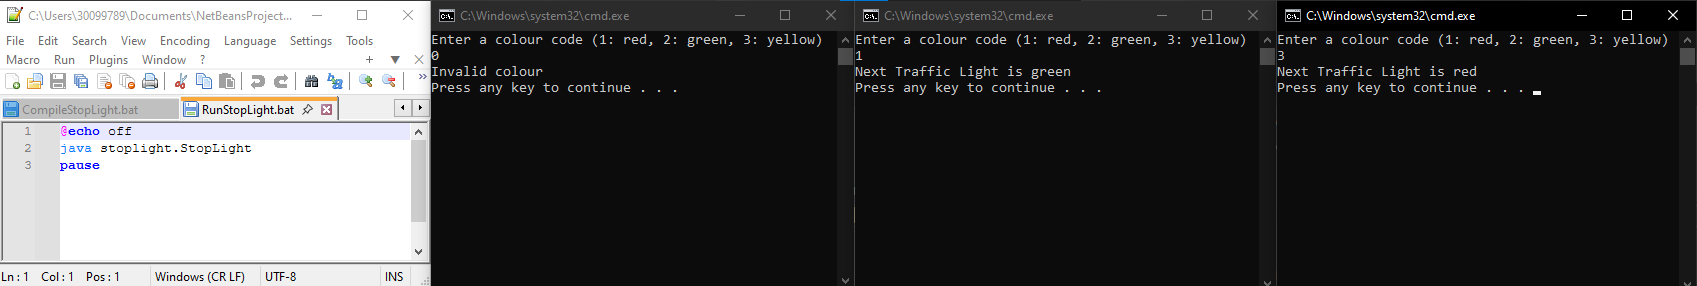 C:\Users\30099789\Documents\NetBeansProject...
File Edit Search View Encoding Language Settings Tools
Macro Run Plugins Window ?
CompileStopLight.bat RunStopLight.bat
1 @echo off
2 java stoplight.StopLight
3 pause
Ln : 1 Col : 1 Pos : 1 Windows (CR LF) UTF-8 INS
C:\Windows\system32\cmd.exe
Enter a colour code (1: red, 2: green, 3: yellow)
0
Invalid colour
Press any key to continue . . .
C:\Windows\system32\cmd.exe
Enter a colour code (1: red, 2: green, 3: yellow)
1
Next Traffic Light is green
Press any key to continue . . .
C:\Windows\system32\cmd.exe
Enter a colour code (1: red, 2: green, 3: yellow)
3
Next Traffic Light is red
Press any key to continue . . .